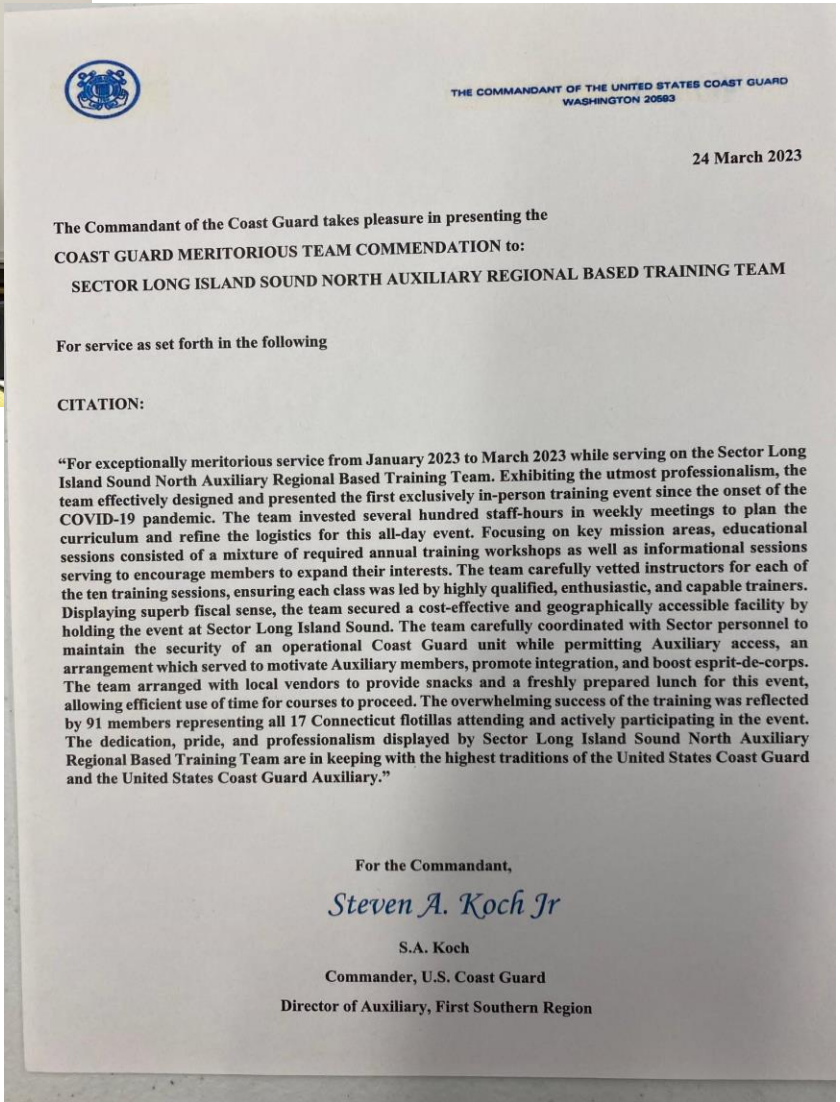 THE COMMANDANT OF THE UNITED STATES COAST GUARD
WASHINGTON 20593
24 March 2023
The Commandant of the Coast Guard takes pleasure in presenting the
COAST GUARD MERITORIOUS TEAM COMMENDATION to:
SECTOR LONG ISLAND SOUND NORTH AUXILIARY REGIONAL BASED TRAINING TEAM
For service as set forth in the following
CITATION:
“For exceptionally meritorious service from January 2023 to March 2023 while serving on the Sector Long
Island Sound North Auxiliary Regional Based Training Team. Exhibiting the utmost professionalism, the
team effectively designed and presented the first exclusively in-person training event since the onset of the
COVID-19 pandemic. The team invested several hundred staff-hours in weekly meetings to plan the
curriculum and refine the logistics for this all-day event. Focusing on key mission areas, educational
sessions consisted of a mixture of required annual training workshops as well as informational sessions
serving to encourage members to expand their interests. The team carefully vetted instructors for each of
the ten training sessions, ensuring each class was led by highly qualified, enthusiastic, and capable trainers.
Displaying superb fiscal sense, the team secured a cost-effective and geographically accessible facility by
holding the event at Sector Long Island Sound. The team carefully coordinated with Sector personnel to
maintain the security of an operational Coast Guard unit while permitting Auxiliary access, an
arrangement which served to motivate Auxiliary members, promote integration, and boost esprit-de-corps.
The team arranged with local vendors to provide snacks and a freshly prepared lunch for this event,
allowing efficient use of time for courses to proceed. The overwhelming success of the training was reflected
by 91 members representing all 17 Connecticut flotillas attending and actively participating in the event.
The dedication, pride, and professionalism displayed by Sector Long Island Sound North Auxiliary
Regional Based Training Team are in keeping with the highest traditions of the United States Coast Guard
and the United States Coast Guard Auxiliary.”
For the Commandant,
Steven A. Koch Jr
S.A. Koch
Commander, U.S. Coast Guard
Director of Auxiliary, First Southern Region